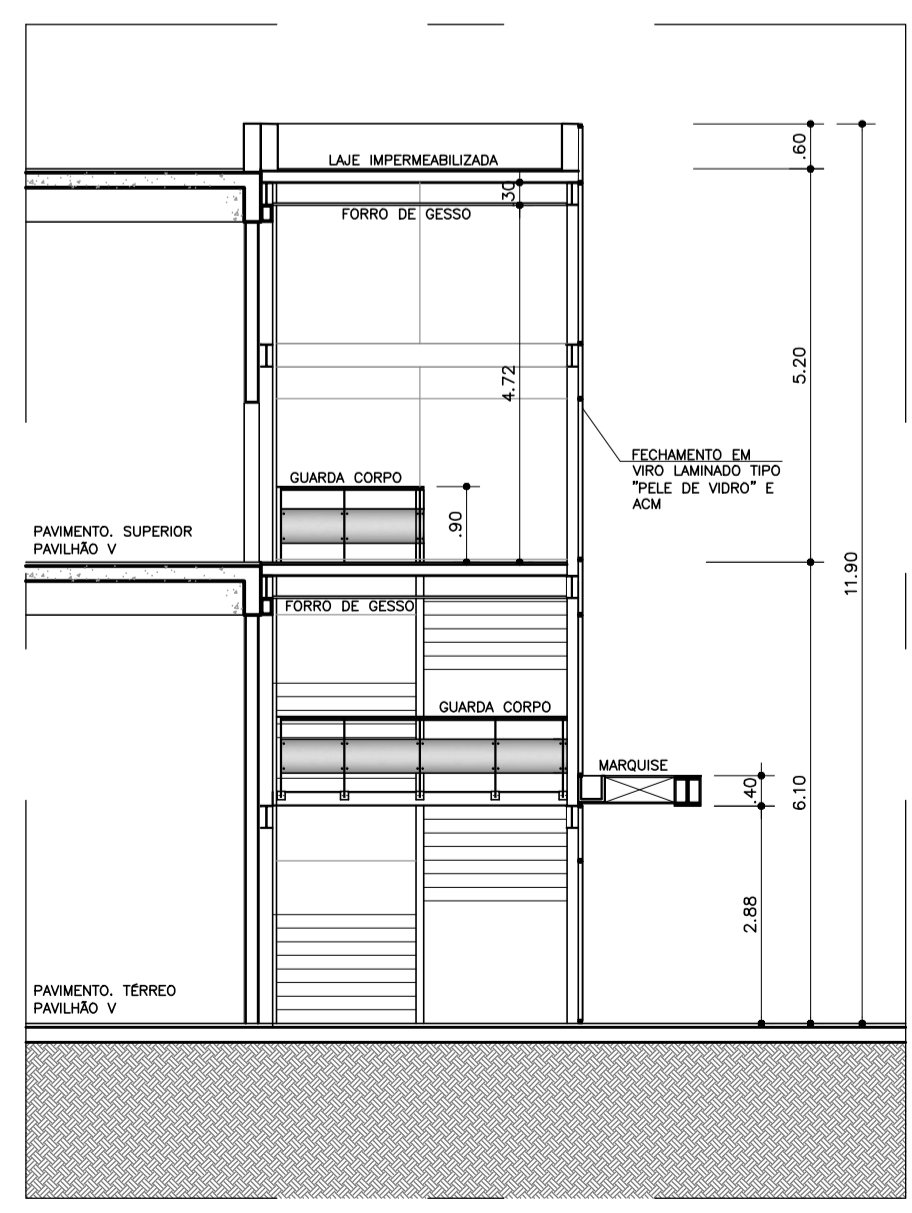 .60
LAJE IMPERMEABILIZADA
.30
FORRO DE GESSO
5.20
4.72
FECHAMENTO EM
VIRO LAMINADO TIPO
"PELE DE VIDRO" E
ACM
GUARDA CORPO
.90
PAVIMENTO. SUPERIOR
PAVILHÃO V
11.90
FORRO DE GESSO
GUARDA CORPO
MARQUISE
.40
6.10
2.88
PAVIMENTO. TÉRREO
PAVILHÃO V